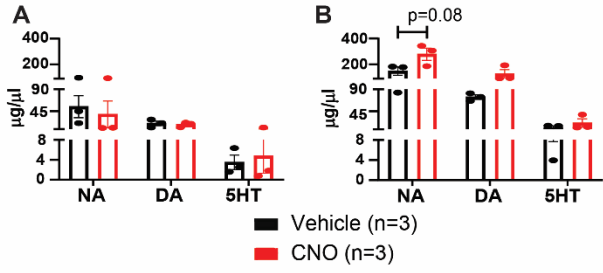 A
B
p=0.08
400
200
90
45
8
4
0
µg/µl
NA
DA
5HT
400
200
90
45
8
4
0
µg/µl
NA
DA
5HT
Vehicle (n=3)
CNO (n=3)